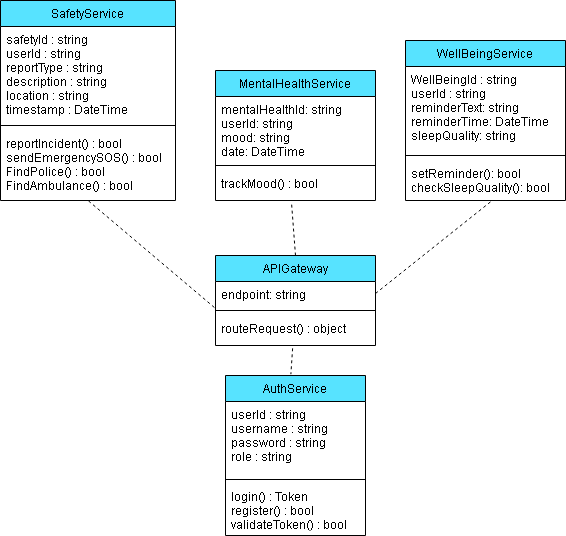 SafetyService
safetyId : string
userId : string
reportType : string
description : string
location : string
timestamp : DateTime
reportIncident() : bool
sendEmergencySOS() : bool
FindPolice() : bool
FindAmbulance() : bool
MentalHealthService
mentalHealthId: string
userId: string
mood: string
date: DateTime
trackMood() : bool
WellBeingService
WellBeingId : string
userId : string
reminderText: string
reminderTime: DateTime
sleepQuality: string
setReminder(): bool
checkSleepQuality(): bool
APIGateway
endpoint: string
routeRequest() : object
AuthService
userId : string
username : string
password : string
role : string
login() : Token
register() : bool
validateToken() : bool